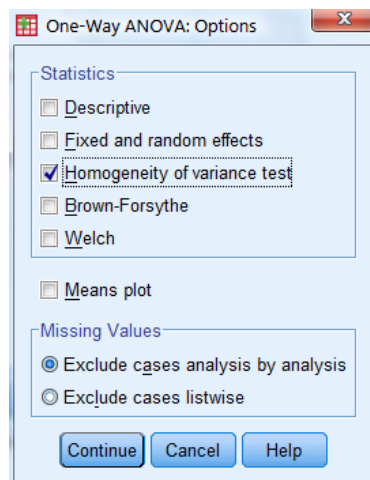 One-Way ANOVA: Options
Statistics
Descriptive
Fixed and random effects
Homogeneity of variance test
Brown-Forsythe
Welch
Means plot
Missing Values
Exclude cases analysis by analysis
Exclude cases listwise
Continue Cancel Help